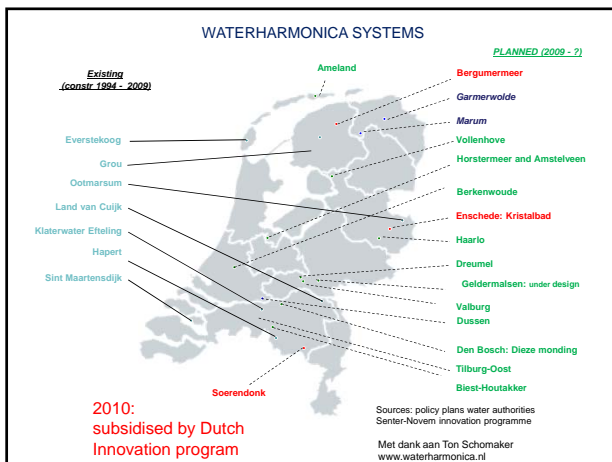 WATERHARMONICA SYSTEMS
PLANNED (2009 - ?)
Existing
(constr 1994 - 2009)
Ameland
Bergumermeer
Garmerwolde
Marum
Everstekoog
Vollenhove
Grou
Horstermeer and Amstelveen
Ootmarsum
Berkenwoude
Land van Cuijk
Enschede: Kristalbad
Klaterwater Efteling
Haarlo
Hapert
Dreumel
Sint Maartensdijk
Geldermalsen: under design
Valburg
Dussen
Den Bosch: Dieze monding
Tilburg-Oost
Biest-Houtakker
Soerendonk
2010:
subsidised by Dutch
Innovation program
Sources: policy plans water authorities
Senter-Novem innovation programme
Met dank aan Ton Schomaker
www.waterharmonica.nl